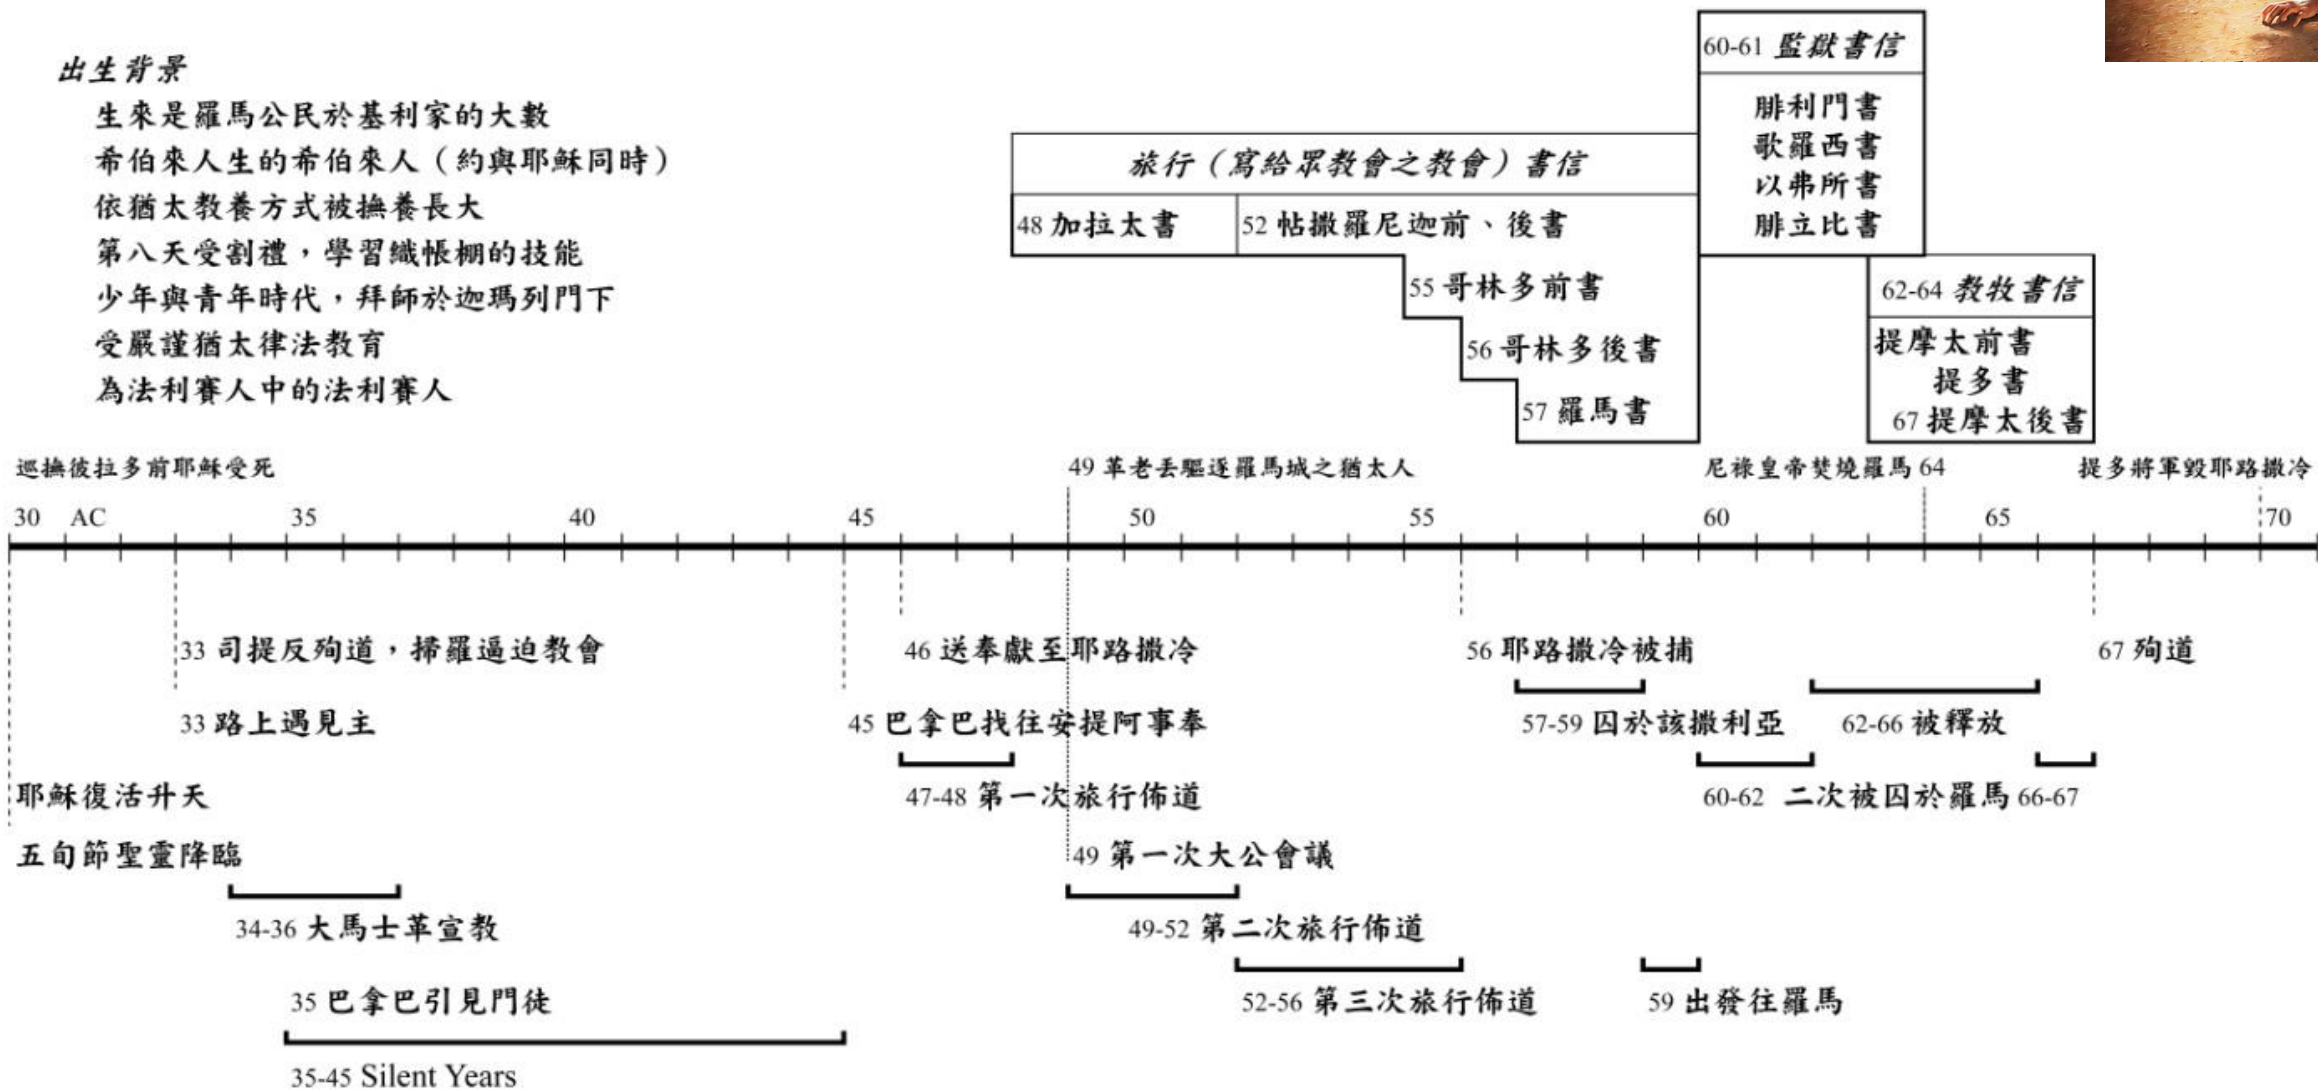 出生背景
生來是羅馬公民於基利家的大數
希伯來人生的希伯來人（約與耶穌同時）
依猶太教養方式被撫養長大
第八天受割禮，學習織帳棚的技能
少年與青年時代，拜師於迦瑪列門下
受嚴謹猶太律法教育
為法利賽人中的法利賽人
旅行（寫給眾教會之教會）書信
48 加拉太書
52 帖撒羅尼迦前、後書
55 哥林多前書
56 哥林多後書
57 羅馬書
60-61 監獄書信
腓利門書
歌羅西書
以弗所書
腓立比書
62-64 教牧書信
提摩太前書
提多書
67 提摩太後書
巡撫彼拉多前耶穌受死
49 革老丟驅逐羅馬城之猶太人
尼祿皇帝焚燒羅馬 64
提多將軍毀耶路撒冷
30 AC 35 40 45 50 55 60 65 70
33 司提反殉道，掃羅逼迫教會
46 送奉獻至耶路撒冷
56 耶路撒冷被捕
67 殉道
33 路上遇見主
45 巴拿巴找往安提阿事奉
57-59 囚於該撒利亞
62-66 被釋放
耶穌復活升天
47-48 第一次旅行佈道
60-62 二次被囚於羅馬 66-67
五旬節聖靈降臨
49 第一次大公會議
34-36 大馬士革宣教
49-52 第二次旅行佈道
35 巴拿巴引見門徒
52-56 第三次旅行佈道
59 出發往羅馬
35-45 Silent Years